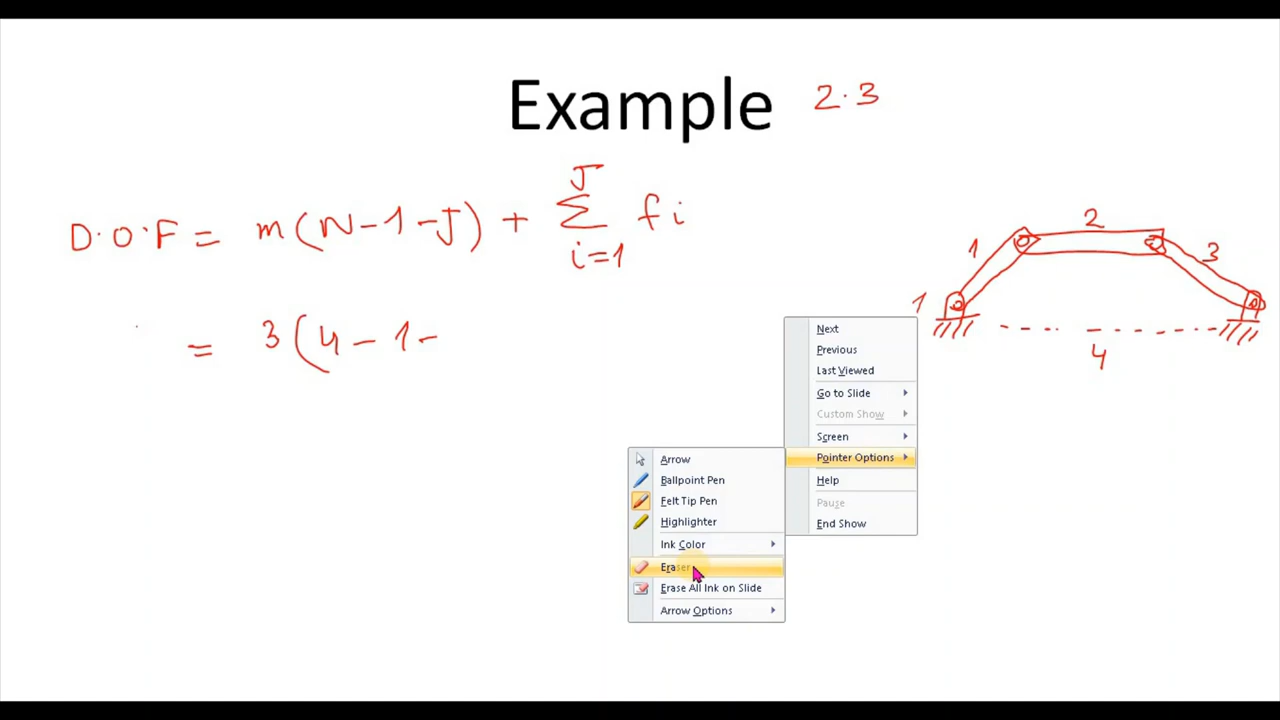 Example 2.3
D.O.F = m(N-1-J) + J Σ i=1 fi
= 3(4-1-
1
2
3
1
4
Next
Previous
Last Viewed
Go to Slide
Custom Show
Screen
Pointer Options
Help
Pause
End Show
Arrow
Ballpoint Pen
Felt Tip Pen
Highlighter
Ink Color
Eraser
Erase All Ink on Slide
Arrow Options